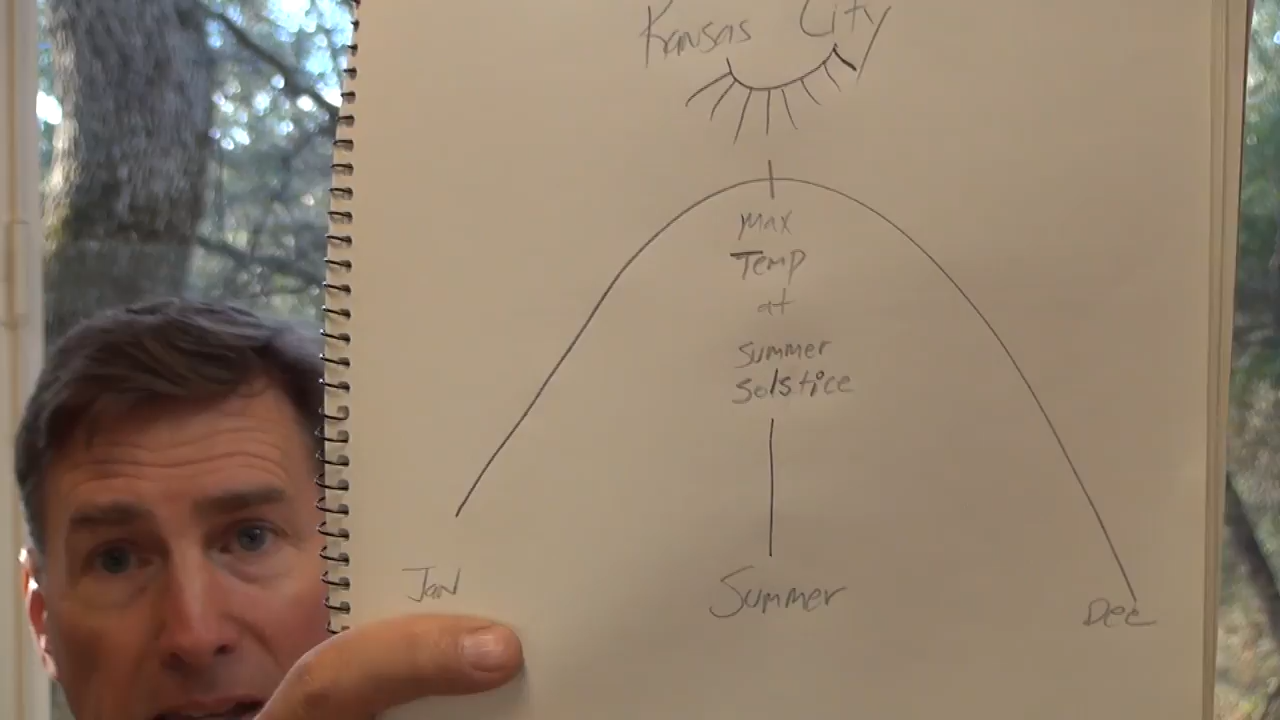 Kansas City
Max
Temp
at
Summer
Solstice
Jan
Summer
Dec